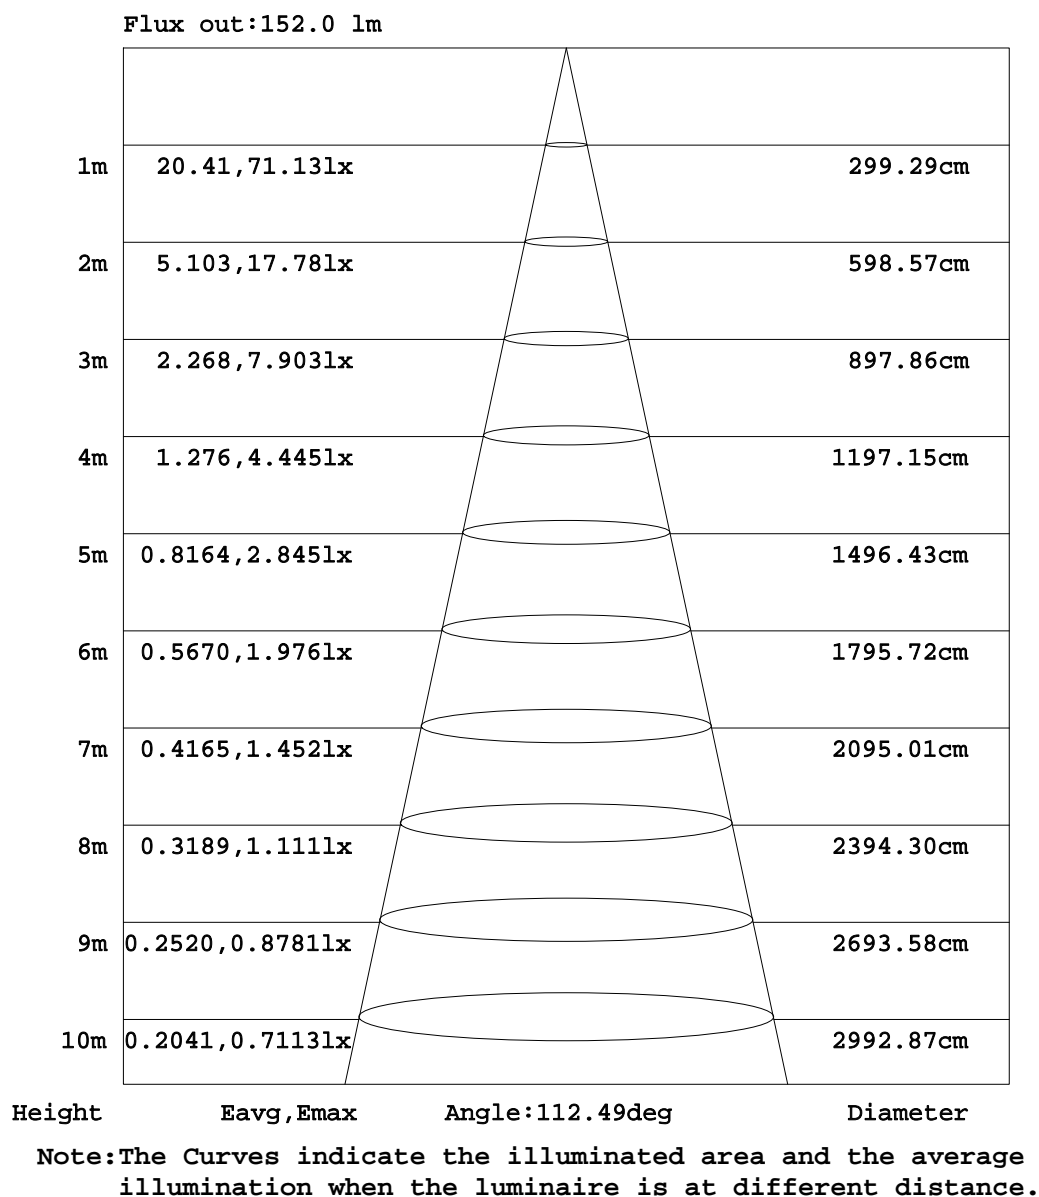 Flux out:152.0 lm
1m 20.41,71.13lx 299.29cm
2m 5.103,17.78lx 598.57cm
3m 2.268,7.903lx 897.86cm
4m 1.276,4.445lx 1197.15cm
5m 0.8164,2.845lx 1496.43cm
6m 0.5670,1.976lx 1795.72cm
7m 0.4165,1.452lx 2095.01cm
8m 0.3189,1.111lx 2394.30cm
9m 0.2520,0.8781lx 2693.58cm
10m 0.2041,0.7113lx 2992.87cm
Height Eavg,Emax Angle:112.49deg Diameter
Note:The Curves indicate the illuminated area and the average
illumination when the luminaire is at different distance.